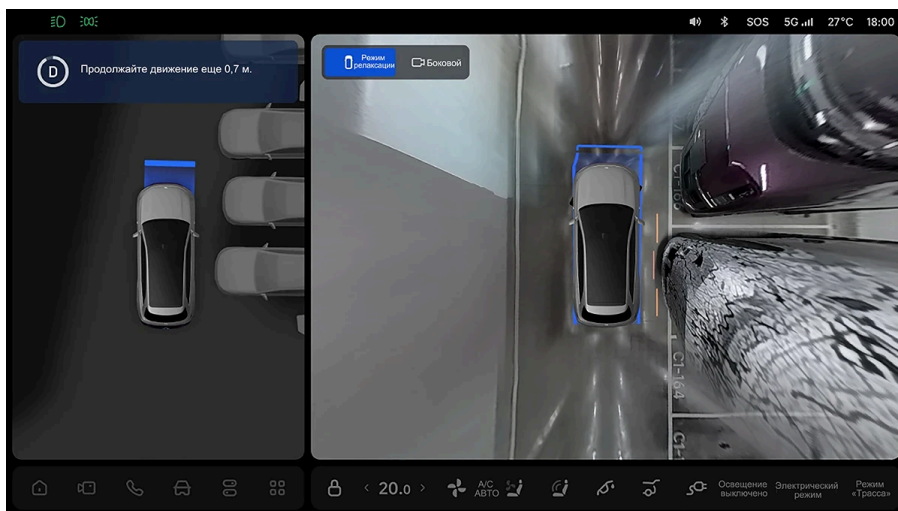 SOS 5G 27°C 18:00
D Продолжайте движение еще 0,7 м.
Режим
релаксации
Боковой
C1-164
20.0
A/C
АВТО
Освещение
выключено
Электрический
режим
Режим
«Трасса»